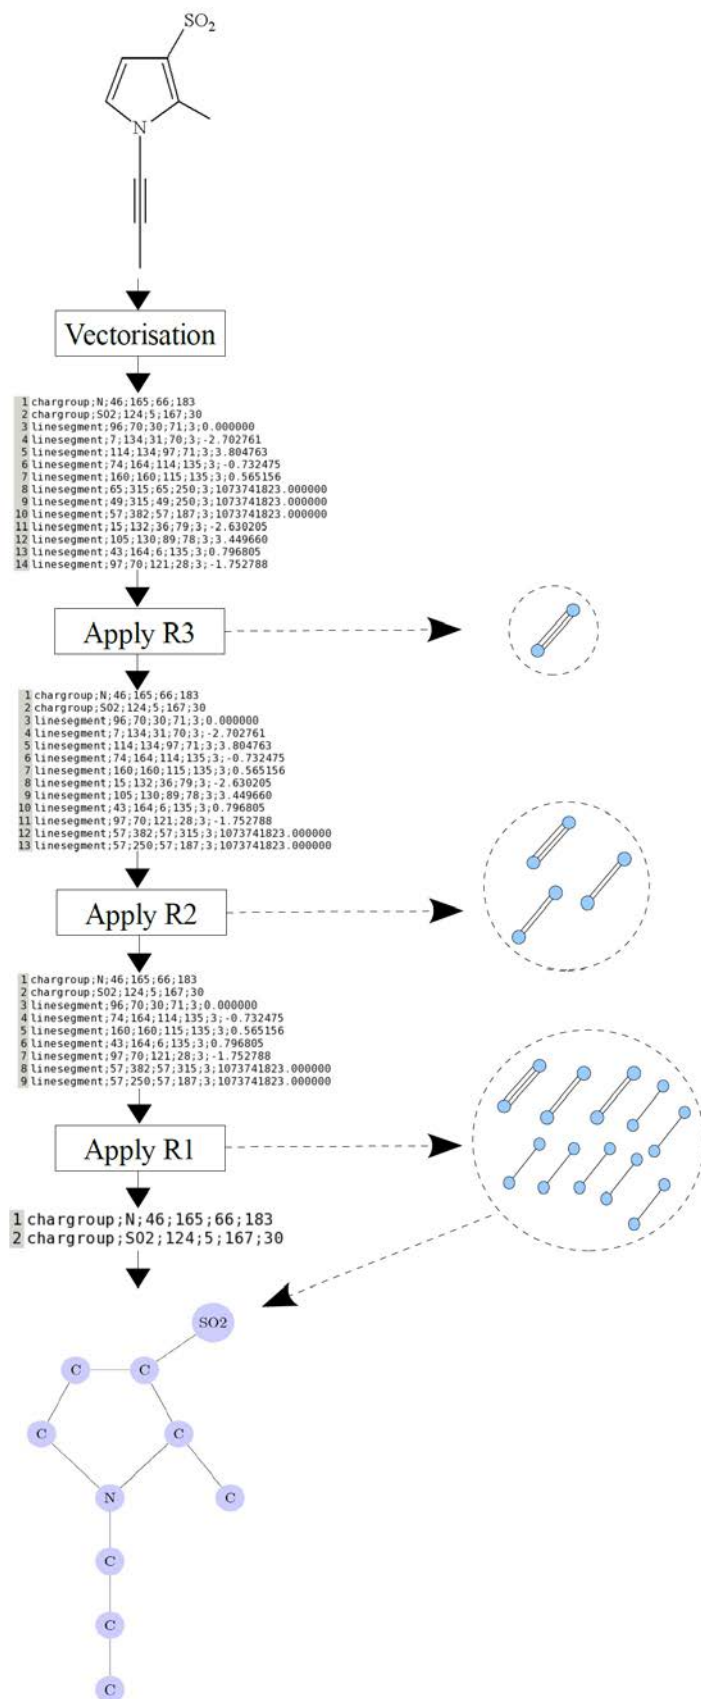 SO2
N
Vectorisation
1 chargroup;N;46;165;66;183
2 chargroup;SO2;124;5;167;30
3 linesegment;96;70;30;71;3;0.000000
4 linesegment;7;134;31;70;3;-2.702761
5 linesegment;114;134;97;71;3;3.804763
6 linesegment;74;164;114;135;3;-0.732475
7 linesegment;160;160;115;135;3;0.565156
8 linesegment;65;315;65;250;3;1073741823.000000
9 linesegment;49;315;49;250;3;1073741823.000000
10 linesegment;57;382;57;187;3;1073741823.000000
11 linesegment;15;132;36;79;3;-2.630205
12 linesegment;105;130;89;78;3;3.449660
13 linesegment;43;164;6;135;3;0.796805
14 linesegment;97;70;121;28;3;-1.752788
Apply R3
1 chargroup;N;46;165;66;183
2 chargroup;SO2;124;5;167;30
3 linesegment;96;70;30;71;3;0.000000
4 linesegment;7;134;31;70;3;-2.702761
5 linesegment;114;134;97;71;3;3.804763
6 linesegment;74;164;114;135;3;-0.732475
7 linesegment;160;160;115;135;3;0.565156
8 linesegment;15;132;36;79;3;-2.630205
9 linesegment;105;130;89;78;3;3.449660
10 linesegment;43;164;6;135;3;0.796805
11 linesegment;97;70;121;28;3;-1.752788
12 linesegment;57;382;57;315;3;1073741823.000000
13 linesegment;57;250;57;187;3;1073741823.000000
Apply R2
1 chargroup;N;46;165;66;183
2 chargroup;SO2;124;5;167;30
3 linesegment;96;70;30;71;3;0.000000
4 linesegment;74;164;114;135;3;-0.732475
5 linesegment;160;160;115;135;3;0.565156
6 linesegment;43;164;6;135;3;0.796805
7 linesegment;97;70;121;28;3;-1.752788
8 linesegment;57;382;57;315;3;1073741823.000000
9 linesegment;57;250;57;187;3;1073741823.000000
Apply R1
1 chargroup;N;46;165;66;183
2 chargroup;SO2;124;5;167;30
SO2
C C
C C
N C
C
C
C